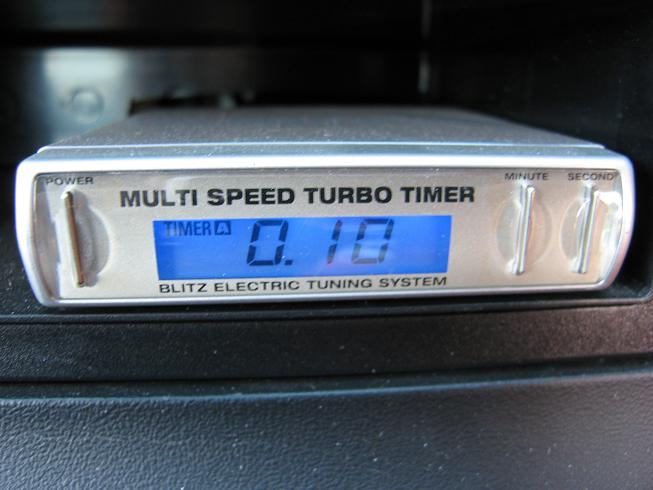 POWER
MINUTE SECOND
MULTI SPEED TURBO TIMER
TIMER A 0.10
BLITZ ELECTRIC TUNING SYSTEM